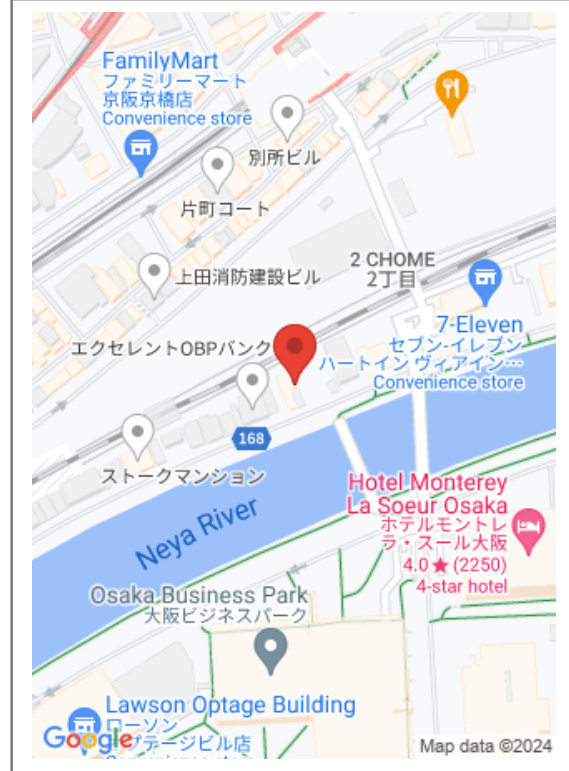 FamilyMart
ファミリーマート
京阪京橋店
Convenience store
別所ビル
片町コート
上田消防建設ビル
2 CHOME
2丁目
7-Eleven
セブン-イレブン
ハートイン ヴィアイン…
Convenience store
エクセレントOBPバンク
168
ストークマンション
Neya River
Hotel Monterey
La Soeur Osaka
ホテルモントレ
ラ・スール大阪
4.0★(2250)
4-star hotel
Osaka Business Park
大阪ビジネスパーク
Lawson Optage Building
ローソン
プテージビル店
Google
Map data ©2024